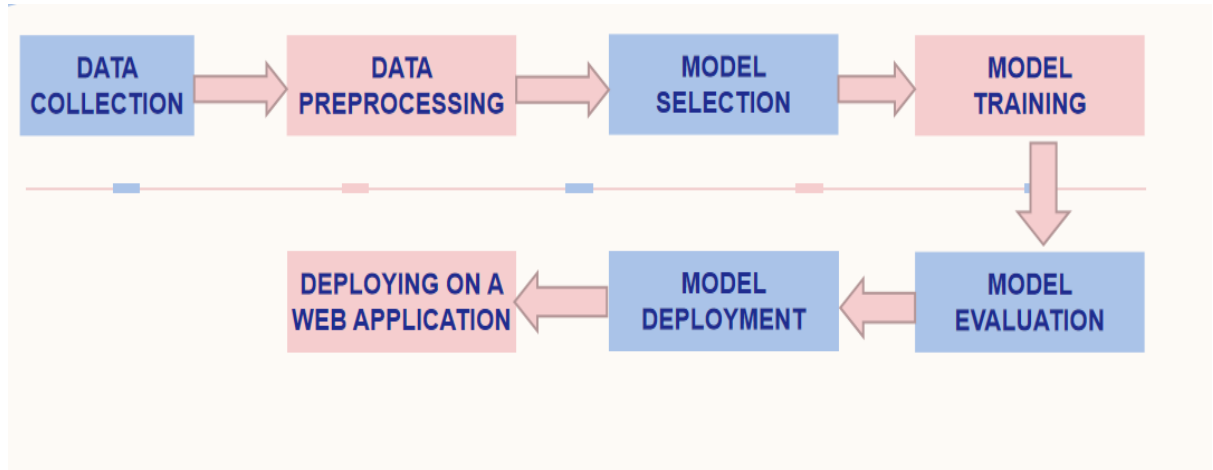 DATA
COLLECTION
DATA
PREPROCESSING
MODEL
SELECTION
MODEL
TRAINING
DEPLOYING ON A
WEB APPLICATION
MODEL
DEPLOYMENT
MODEL
EVALUATION